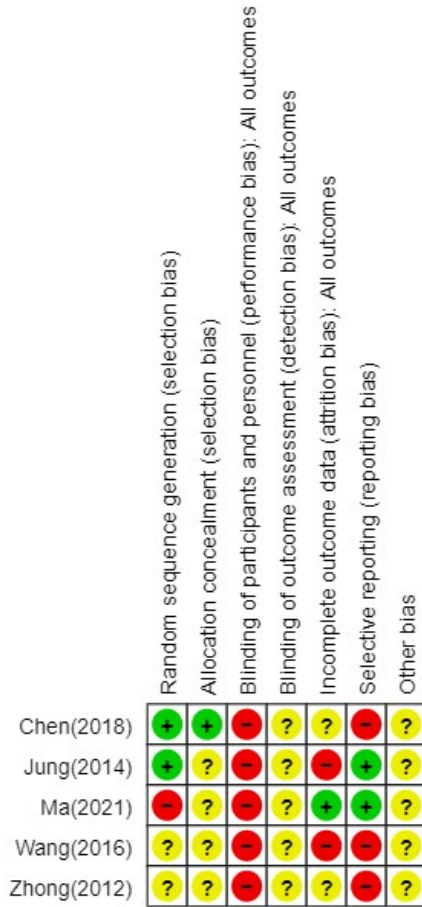 Random sequence generation (selection bias)
Allocation concealment (selection bias)
Blinding of participants and personnel (performance bias): All outcomes
Blinding of outcome assessment (detection bias): All outcomes
Incomplete outcome data (attrition bias): All outcomes
Selective reporting (reporting bias)
Other bias
Chen(2018) + + - ? ? - ?
Jung(2014) + ? - ? - + ?
Ma(2021) - ? - ? + + ?
Wang(2016) ? ? - ? - - ?
Zhong(2012) ? ? - ? ? - ?